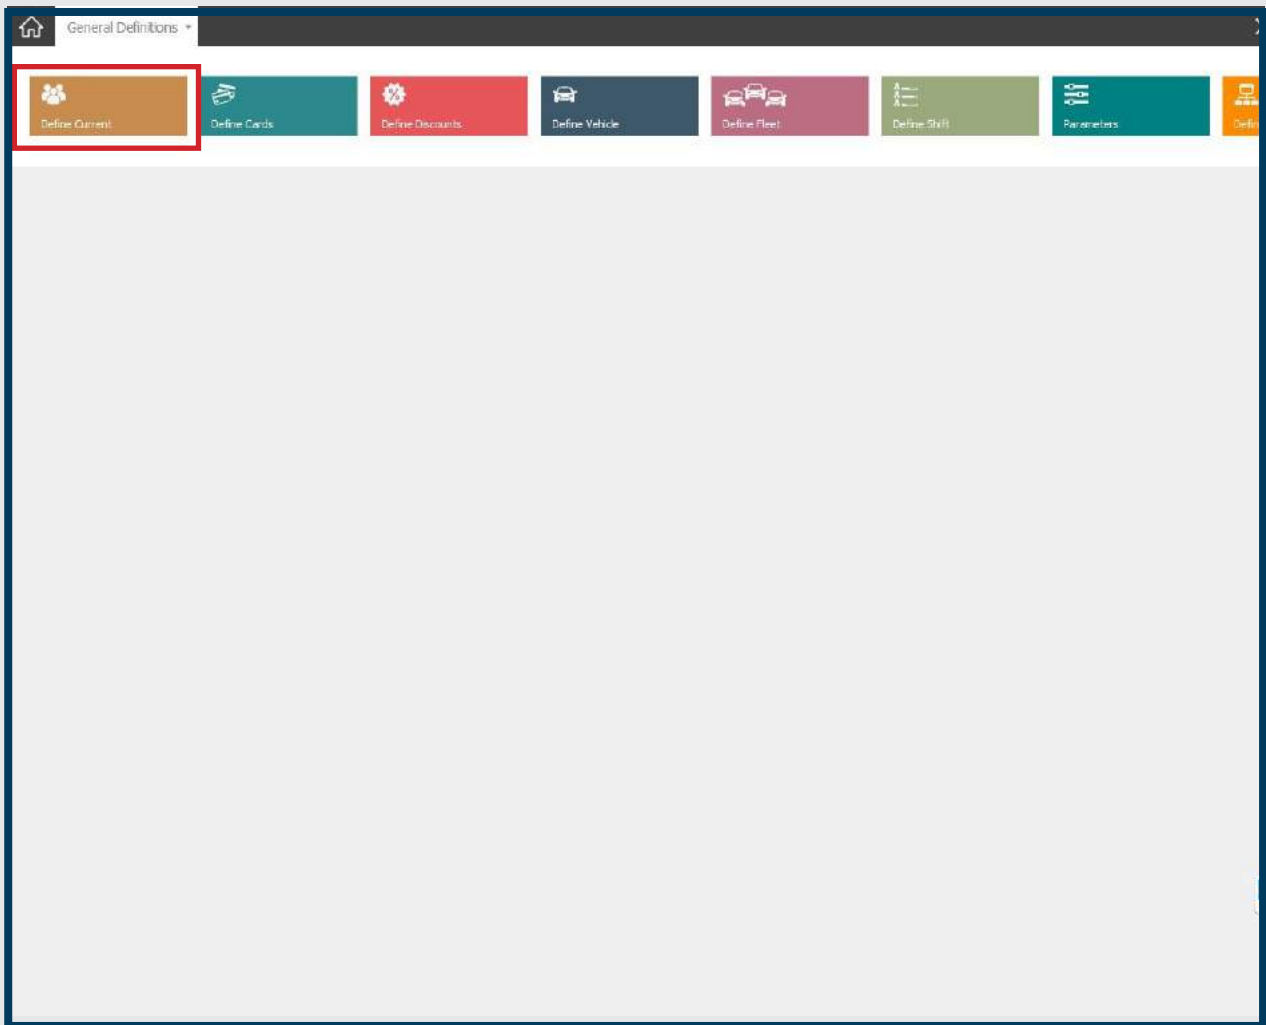 General Definitions
Define Current
Define Cards
Define Discounts
Define Vehicle
Define Fleet
Define Shift
Parameters